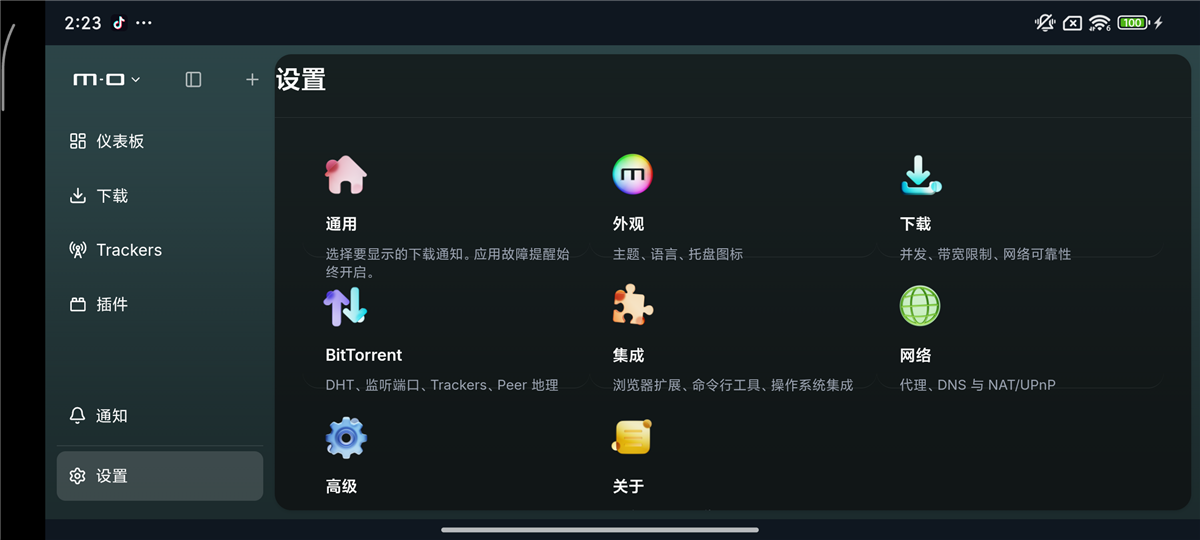 2:23
100
m-o
设置
仪表板
下载
Trackers
插件
通知
设置
通用
选择要显示的下载通知。应用故障提醒始
终开启。
m
外观
主题、语言、托盘图标
下载
并发、带宽限制、网络可靠性
BitTorrent
DHT、监听端口、Trackers、Peer 地理
集成
浏览器扩展、命令行工具、操作系统集成
网络
代理、DNS 与 NAT/UPnP
高级
关于